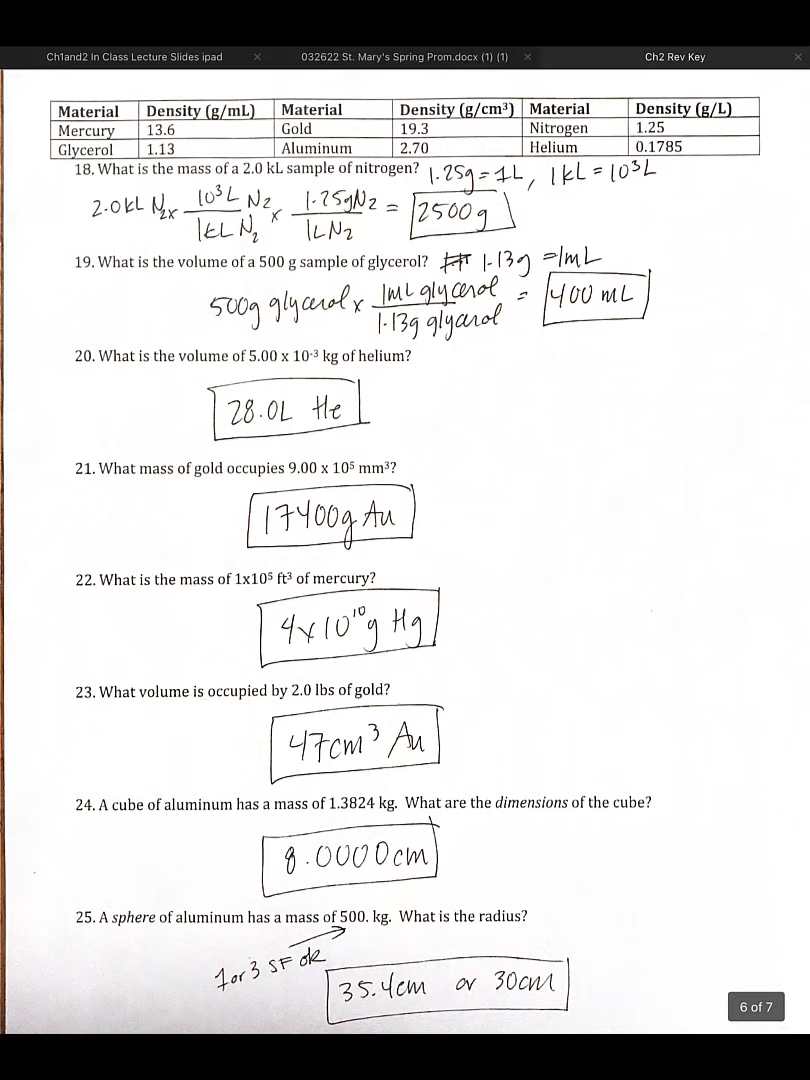 Ch1and2 In Class Lecture Slides ipad × 032622 St. Mary's Spring Prom.docx (1) (1) × Ch2 Rev Key ×
Material Density (g/mL) Material Density (g/cm³) Material Density (g/L)
Mercury 13.6 Gold 19.3 Nitrogen 1.25
Glycerol 1.13 Aluminum 2.70 Helium 0.1785
18. What is the mass of a 2.0 kL sample of nitrogen? 1.25g = 1L, 1kL = 10³L
2.0 kL N₂ x 10³ L N₂ / 1kL N₂ x 1.25g N₂ / 1L N₂ = 2500 g
19. What is the volume of a 500 g sample of glycerol? 1.13g = 1mL
500g glycerol x 1mL glycerol / 1.13g glycerol = 400 mL
20. What is the volume of 5.00 x 10⁻³ kg of helium?
28.0L He
21. What mass of gold occupies 9.00 x 10⁵ mm³?
17400g Au
22. What is the mass of 1x10⁵ ft³ of mercury?
4x10¹⁰g Hg
23. What volume is occupied by 2.0 lbs of gold?
47cm³ Au
24. A cube of aluminum has a mass of 1.3824 kg. What are the dimensions of the cube?
8.0000cm
25. A sphere of aluminum has a mass of 500. kg. What is the radius?
1 or 3 SF ok
35.4cm or 30cm
6 of 7